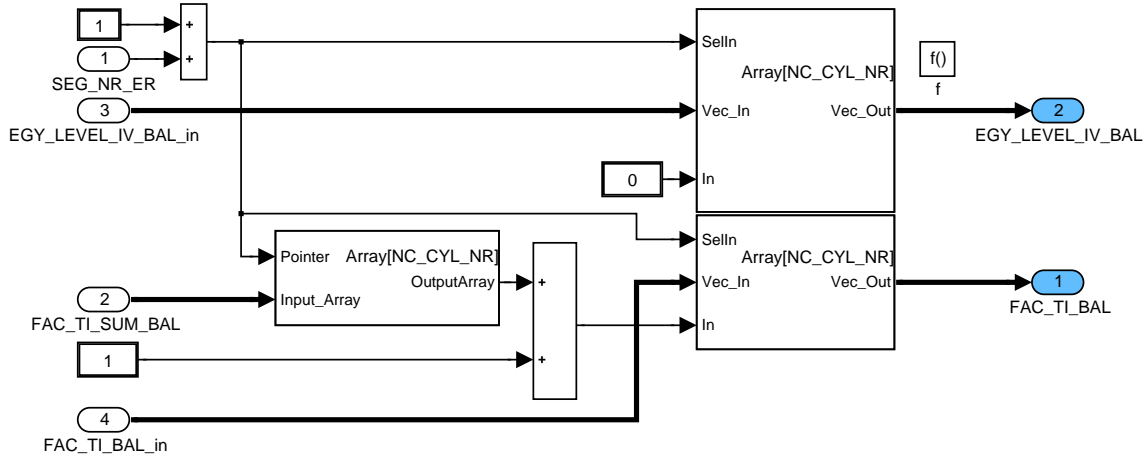 1
+
SelIn
1
+
f()
SEG_NR_ER
Array[NC_CYL_NR]
f
3
Vec_In
Vec_Out
2
EGY_LEVEL_IV_BAL_in
EGY_LEVEL_IV_BAL
0
In
SelIn
Pointer
Array[NC_CYL_NR]
Array[NC_CYL_NR]
OutputArray
+
Vec_In
Vec_Out
1
2
Input_Array
FAC_TI_SUM_BAL
FAC_TI_BAL
In
1
+
4
FAC_TI_BAL_in